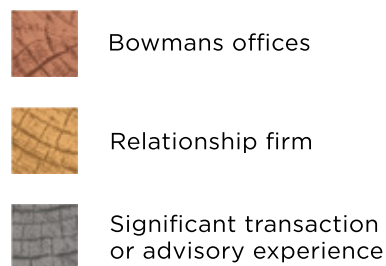 Bowmans offices
Relationship firm
Significant transaction
or advisory experience